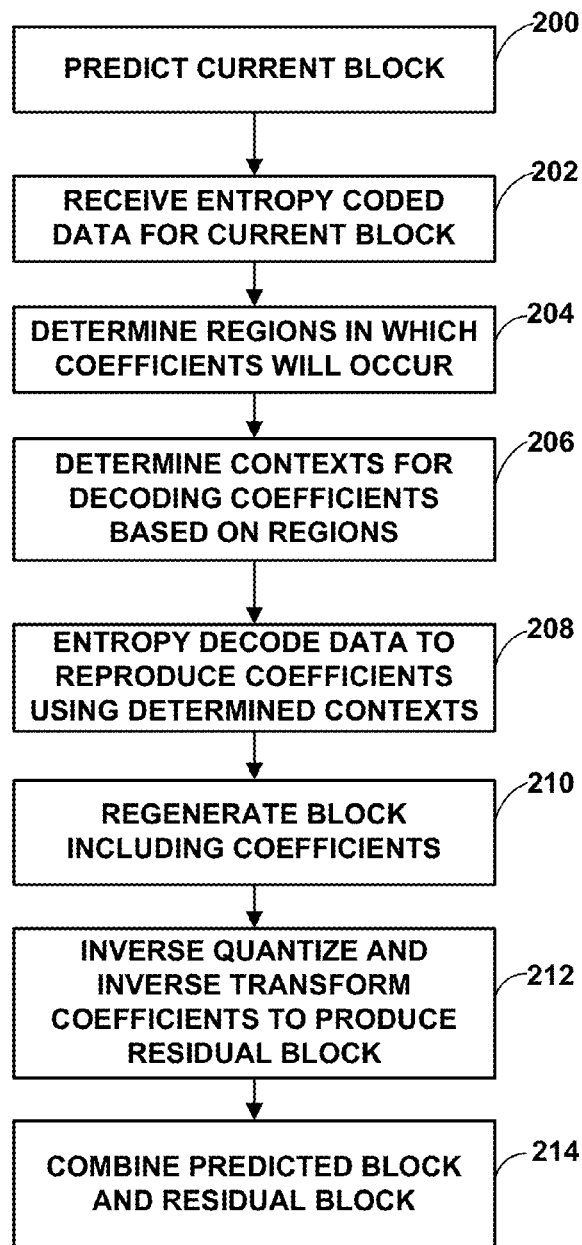 200
PREDICT CURRENT BLOCK
202
RECEIVE ENTROPY CODED
DATA FOR CURRENT BLOCK
204
DETERMINE REGIONS IN WHICH
COEFFICIENTS WILL OCCUR
206
DETERMINE CONTEXTS FOR
DECODING COEFFICIENTS
BASED ON REGIONS
208
ENTROPY DECODE DATA TO
REPRODUCE COEFFICIENTS
USING DETERMINED CONTEXTS
210
REGENERATE BLOCK
INCLUDING COEFFICIENTS
212
INVERSE QUANTIZE AND
INVERSE TRANSFORM
COEFFICIENTS TO PRODUCE
RESIDUAL BLOCK
214
COMBINE PREDICTED BLOCK
AND RESIDUAL BLOCK